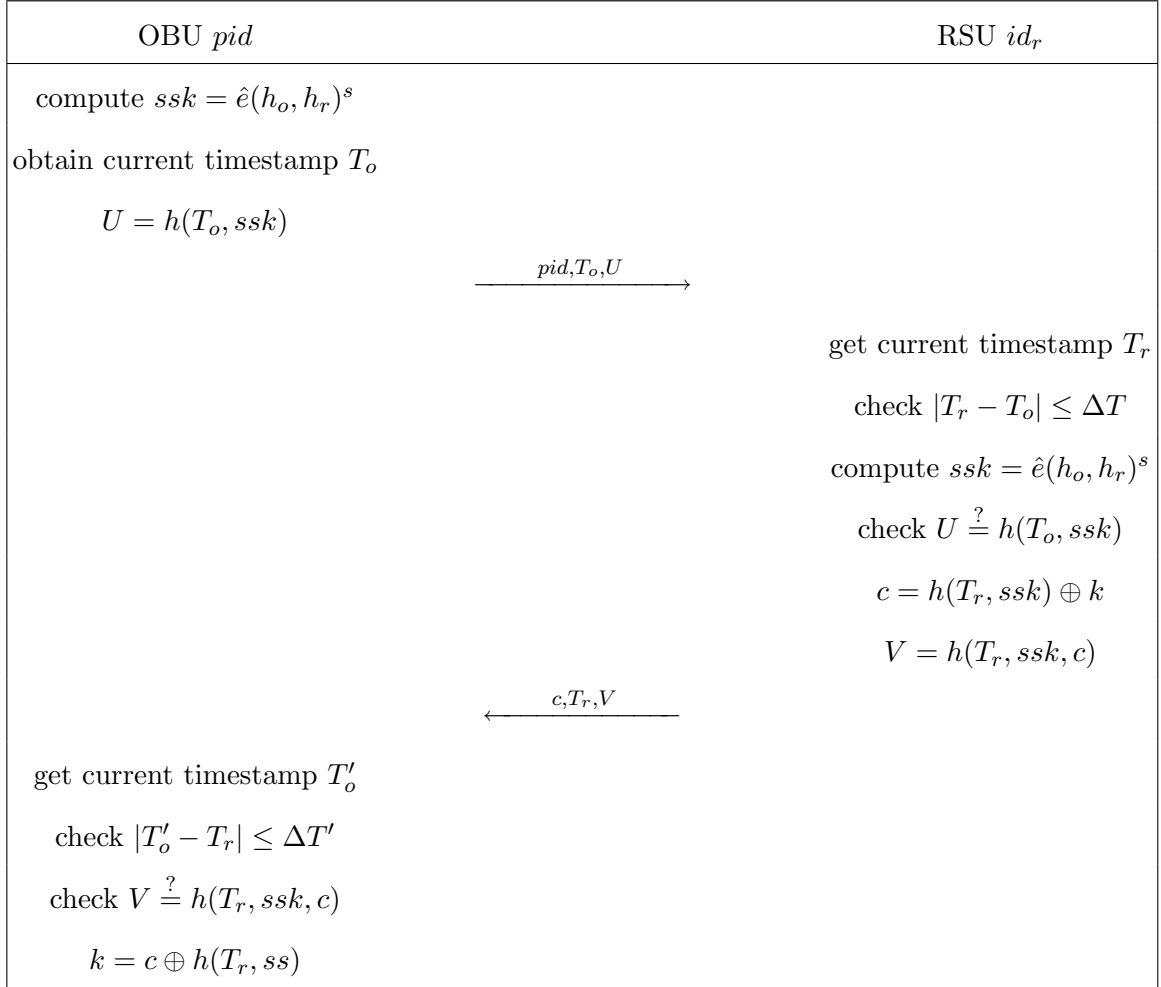 OBU pid RSU id_r
compute ssk = ê(h_o, h_r)^s
obtain current timestamp T_o
U = h(T_o, ssk)
pid,T_o,U
get current timestamp T_r
check |T_r − T_o| ≤ ΔT
compute ssk = ê(h_o, h_r)^s
check U ≟ h(T_o, ssk)
c = h(T_r, ssk) ⊕ k
V = h(T_r, ssk, c)
c,T_r,V
get current timestamp T′_o
check |T′_o − T_r| ≤ ΔT′
check V ≟ h(T_r, ssk, c)
k = c ⊕ h(T_r, ss)